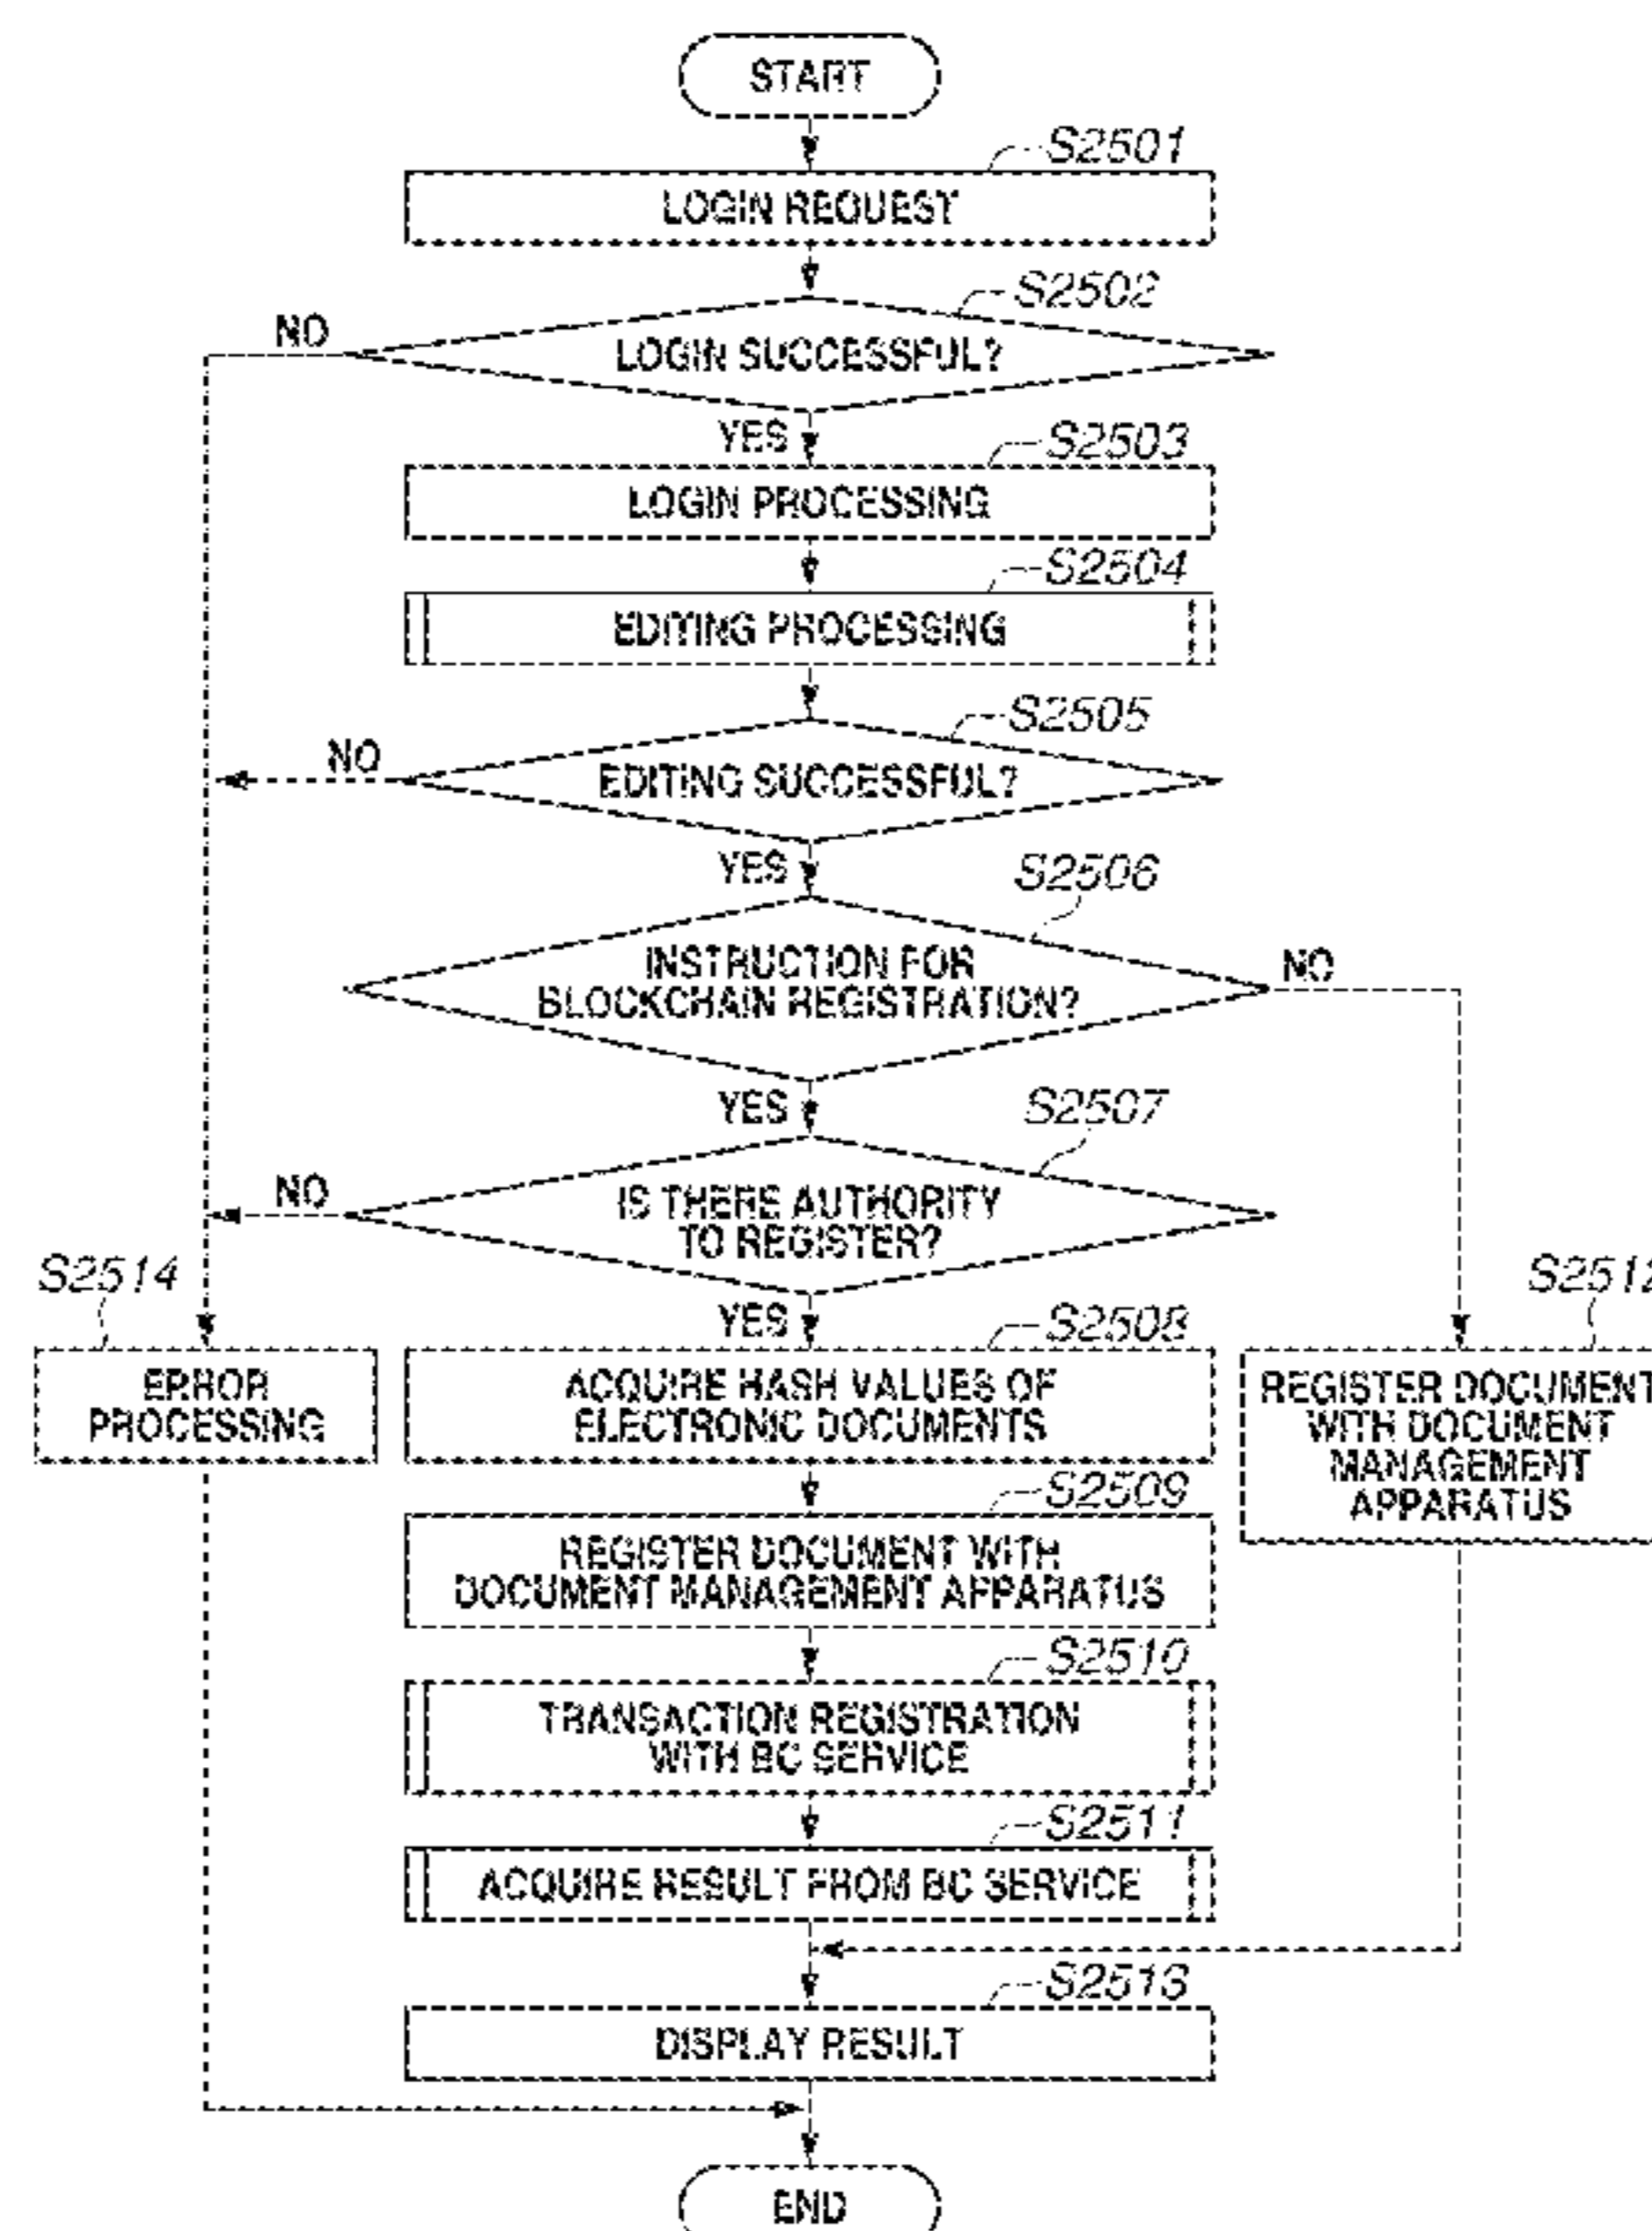 START
S2501
LOGIN REQUEST
S2502
NO
LOGIN SUCCESSFUL?
YES
S2503
LOGIN PROCESSING
S2504
EDITING PROCESSING
S2505
NO
EDITING SUCCESSFUL?
YES
S2506
INSTRUCTION FOR
BLOCKCHAIN REGISTRATION?
NO
YES
S2507
NO
IS THERE AUTHORITY
TO REGISTER?
YES
S2514
ERROR
PROCESSING
S2508
ACQUIRE HASH VALUES OF
ELECTRONIC DOCUMENTS
S2512
REGISTER DOCUMENT
WITH DOCUMENT
MANAGEMENT
APPARATUS
S2509
REGISTER DOCUMENT WITH
DOCUMENT MANAGEMENT APPARATUS
S2510
TRANSACTION REGISTRATION
WITH BC SERVICE
S2511
ACQUIRE RESULT FROM BC SERVICE
S2513
DISPLAY RESULT
END